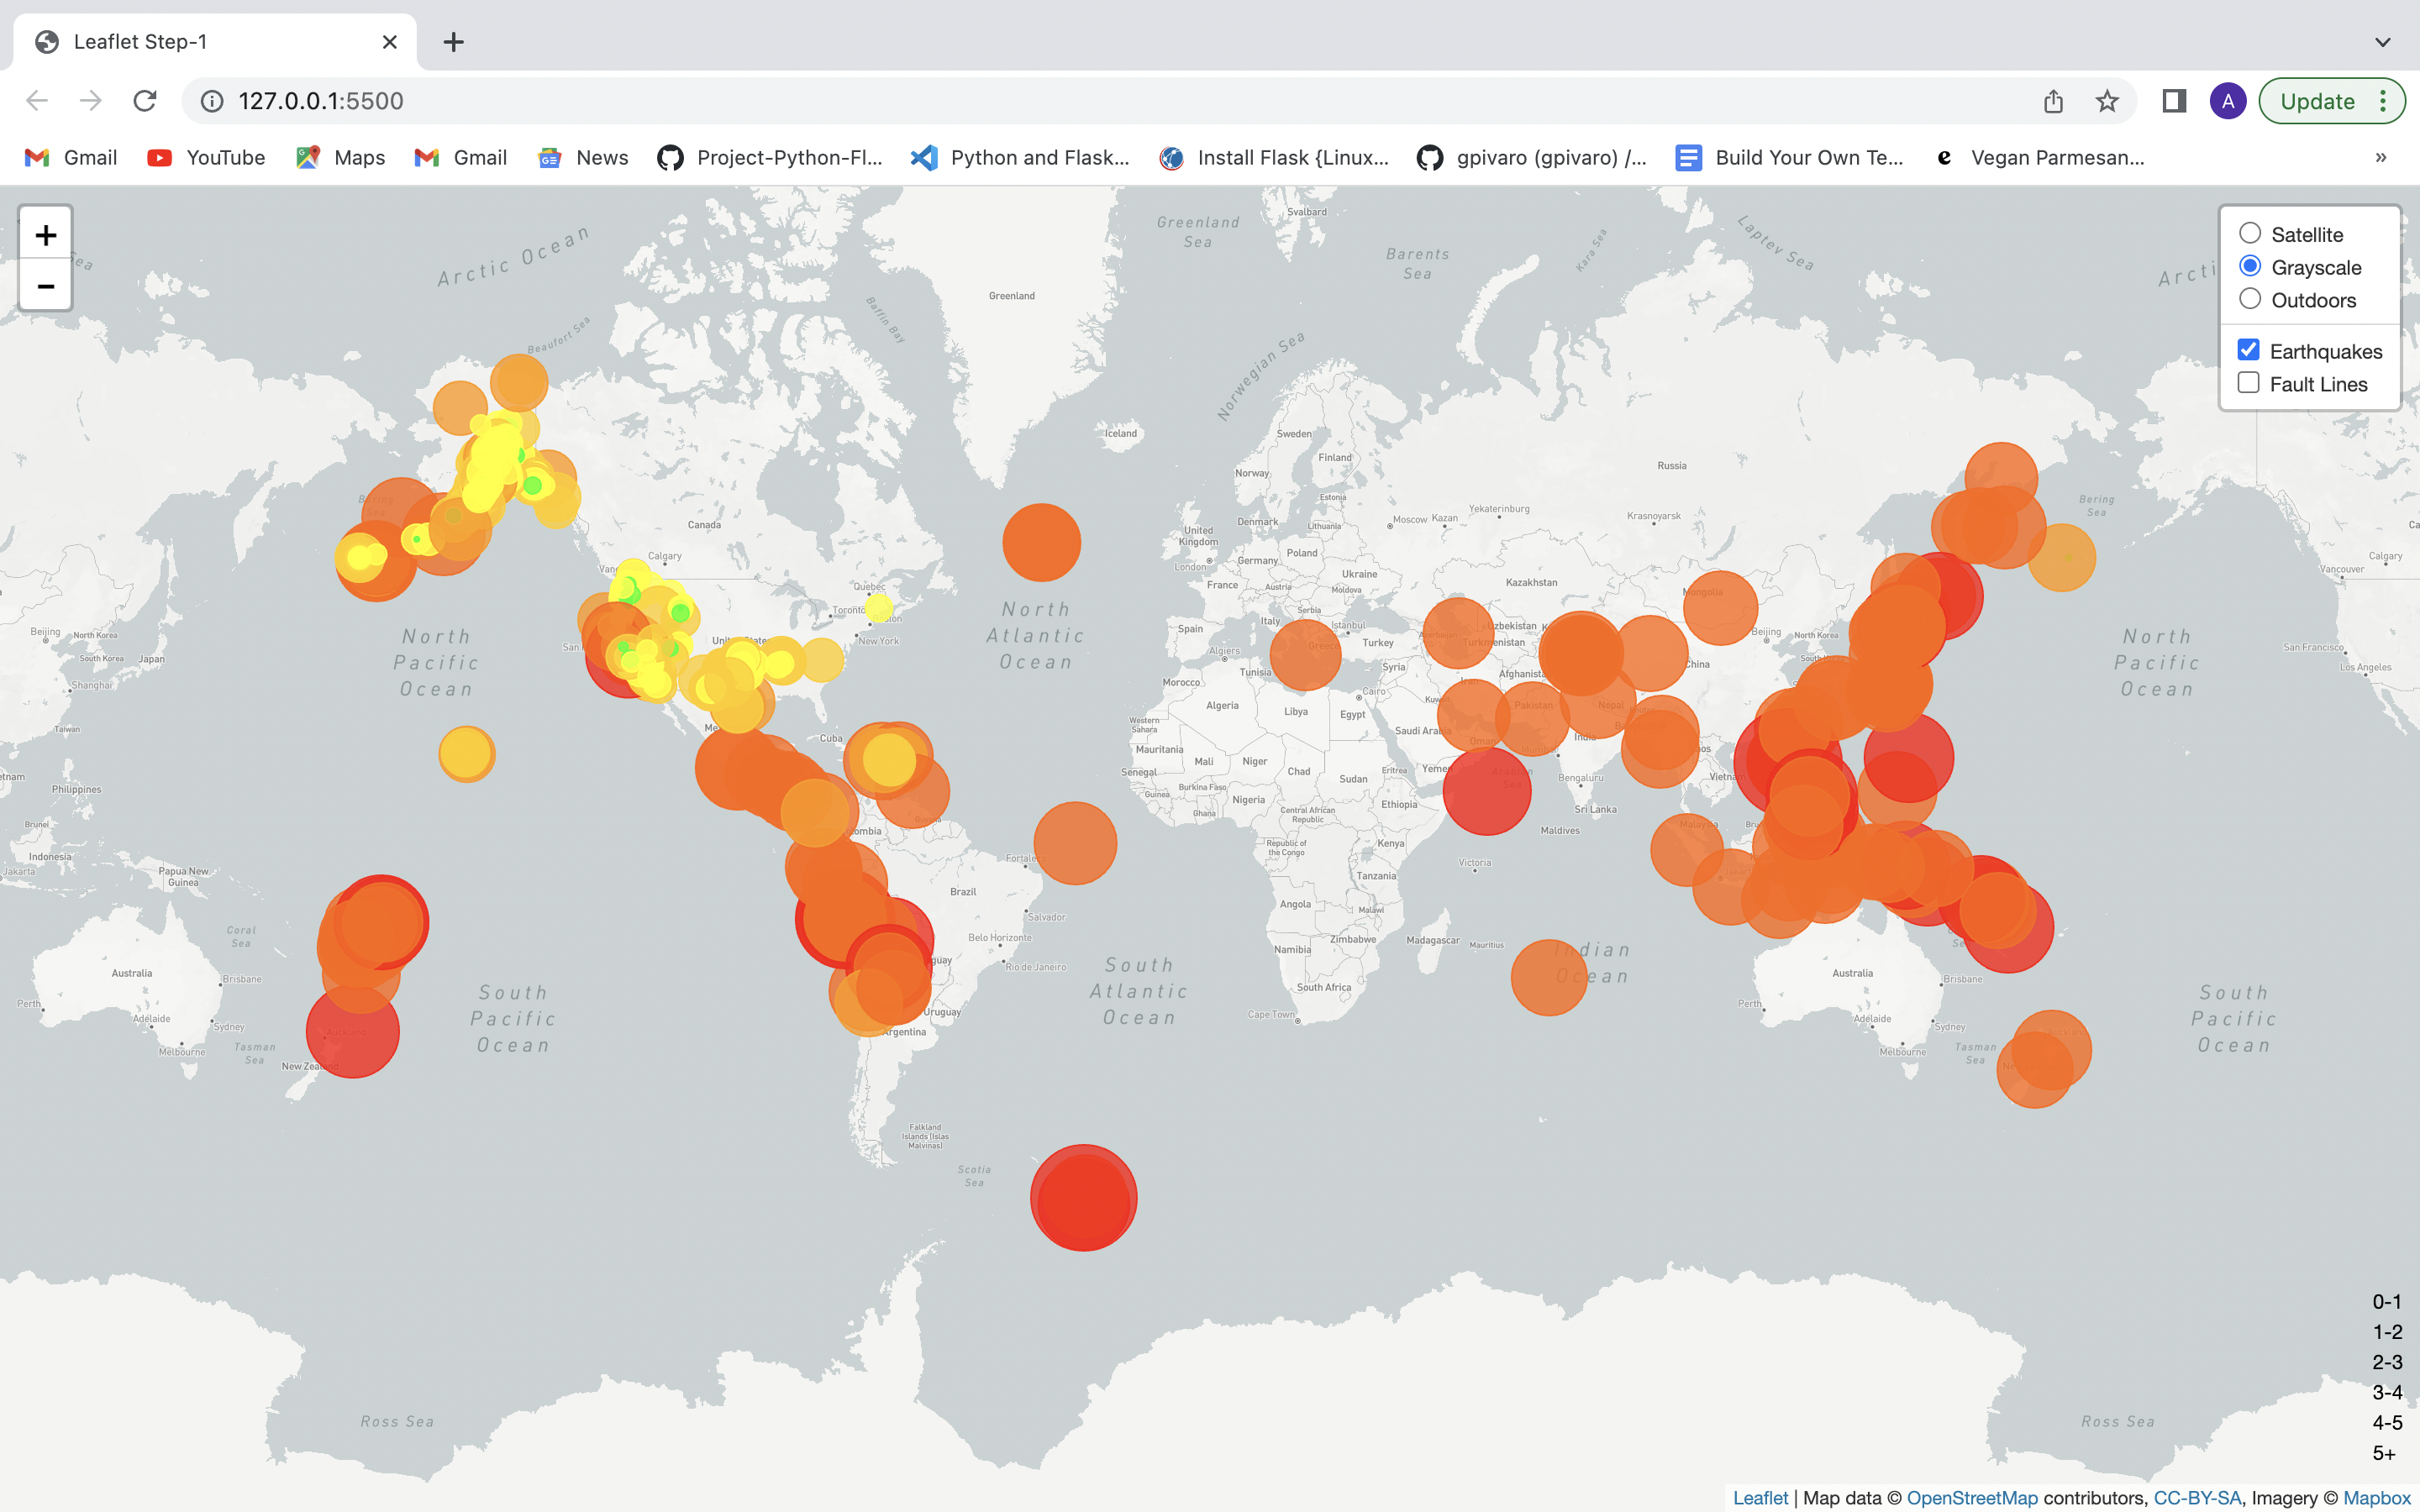 Leaflet Step-1
127.0.0.1:5500
Update
A
Gmail
YouTube
Maps
Gmail
News
Project-Python-Fl...
Python and Flask...
Install Flask {Linux...
gpivaro (gpivaro) /...
Build Your Own Te...
Vegan Parmesan...
»
+
−
Satellite
Grayscale
Outdoors
Earthquakes
Fault Lines
Svalbard
Greenland Sea
Barents Sea
Kara Sea
Laptev Sea
Arctic Ocean
Beaufort Sea
Baffin Bay
Greenland
Norwegian Sea
Iceland
Sweden
Finland
Norway
Russia
Estonia
Canada
Calgary
United Kingdom
Denmark
Lithuania
Moscow
Kazan
Yekaterinburg
Krasnoyarsk
Bering Sea
London
Germany
Poland
Ukraine
France
Austria
Moldova
Kazakhstan
Mongolia
Calgary
Vancouver
Quebec
Toronto
New York
North Atlantic Ocean
Serbia
Italy
Istanbul
Spain
Turkey
Uzbekistan
Turkmenistan
Beijing
North Korea
South Korea
Japan
Shanghai
Taiwan
North Pacific Ocean
Beijing
North Korea
North Pacific Ocean
San Francisco
Los Angeles
Algiers
Tunisia
Syria
Afghanistan
China
Morocco
Cairo
Iran
Pakistan
Nepal
Algeria
Libya
Egypt
Western Sahara
Saudi Arabia
Oman
Mumbai
India
Cuba
Mauritania
Mali
Niger
Chad
Sudan
Eritrea
Yemen
Arabian Sea
Bengaluru
Vietnam
Senegal
Guinea
Burkina Faso
Ghana
Nigeria
Central African Republic
Ethiopia
Sri Lanka
Maldives
Malaysia
Philippines
Brunei
Indonesia
Jakarta
Papua New Guinea
Fortaleza
Brazil
Salvador
Belo Horizonte
Rio de Janeiro
Republic of the Congo
Kenya
Tanzania
Victoria
Angola
Malawi
Zimbabwe
Namibia
Madagascar
Mauritius
South Africa
Cape Town
Indian Ocean
South Atlantic Ocean
Coral Sea
Australia
Brisbane
Perth
Adelaide
Sydney
Melbourne
Tasman Sea
Auckland
New Zealand
South Pacific Ocean
Uruguay
Argentina
Australia
Brisbane
Perth
Adelaide
Sydney
Melbourne
Tasman Sea
South Pacific Ocean
Falkland Islands (Islas Malvinas)
Scotia Sea
Ross Sea
Ross Sea
0-1
1-2
2-3
3-4
4-5
5+
Leaflet | Map data © OpenStreetMap contributors, CC-BY-SA, Imagery © Mapbox